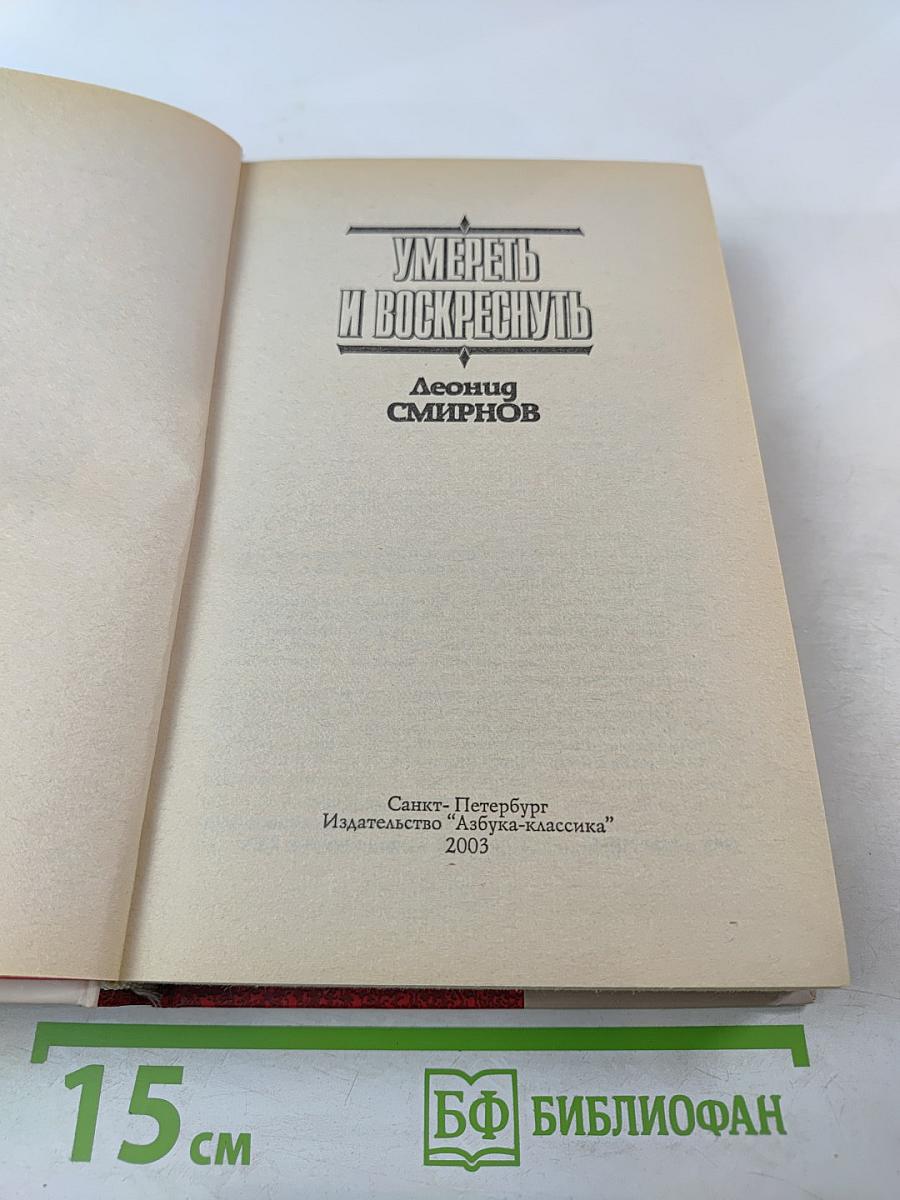 УМЕРЕТЬ
И ВОСКРЕСНУТЬ
Леонид
СМИРНОВ
Санкт- Петербург
Издательство "Азбука-классика"
2003
15 см
БФ БИБЛИОФАН